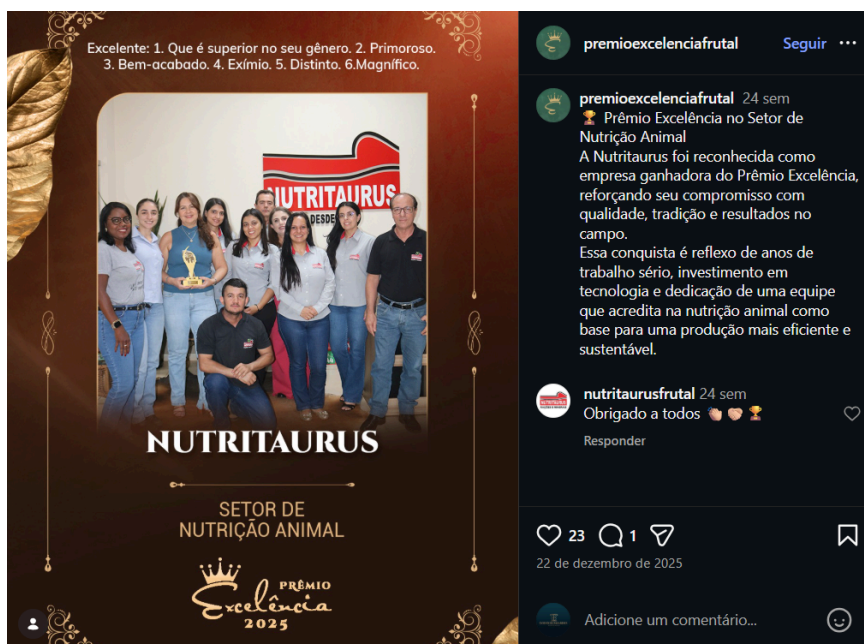 Excelente: 1. Que é superior no seu gênero. 2. Primoroso.
3. Bem-acabado. 4. Exímio. 5. Distinto. 6.Magnífico.
NUTRITAURUS
NUTRITAURUS
SETOR DE
NUTRIÇÃO ANIMAL
PRÊMIO
Excelência
2025
premioexcelenciafrutal Seguir
premioexcelenciafrutal 24 sem
🏆 Prêmio Excelência no Setor de
Nutrição Animal
A Nutritaurus foi reconhecida como
empresa ganhadora do Prêmio Excelência,
reforçando seu compromisso com
qualidade, tradição e resultados no
campo.
Essa conquista é reflexo de anos de
trabalho sério, investimento em
tecnologia e dedicação de uma equipe
que acredita na nutrição animal como
base para uma produção mais eficiente e
sustentável.
nutritaurusfrutal 24 sem
Obrigado a todos 👏🏻 🤝🏻 🏆
Responder
23 1
22 de dezembro de 2025
Adicione um comentário...